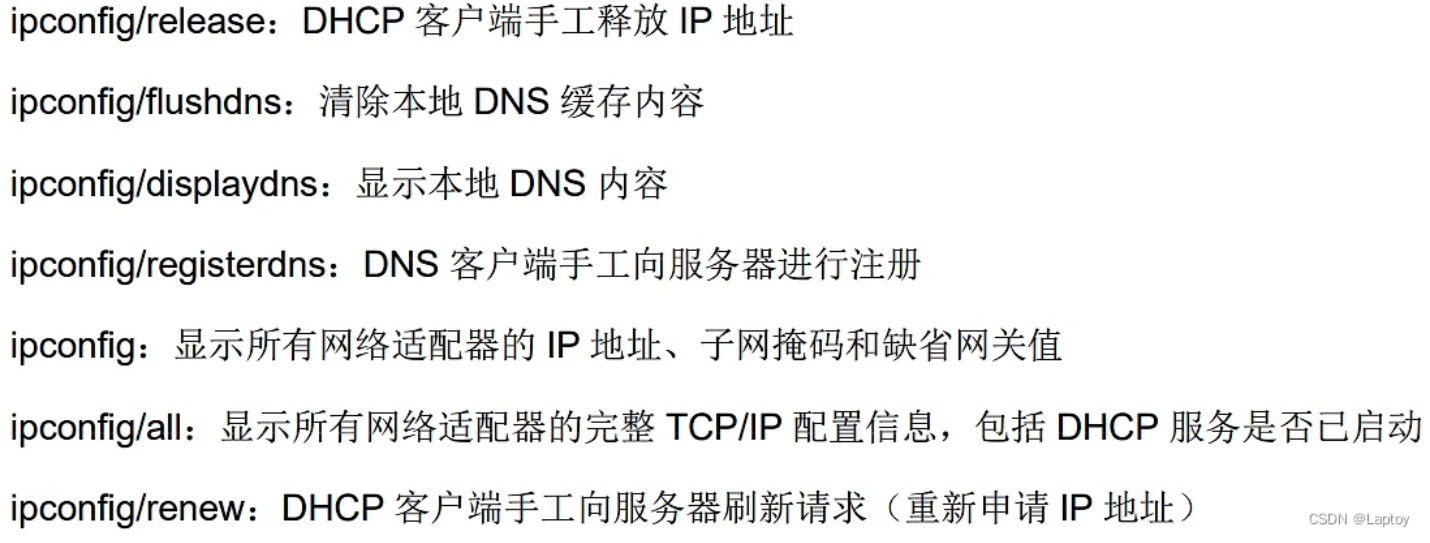 ipconfig/release：DHCP 客户端手工释放 IP 地址
ipconfig/flushdns：清除本地 DNS 缓存内容
ipconfig/displaydns：显示本地 DNS 内容
ipconfig/registerdns：DNS 客户端手工向服务器进行注册
ipconfig：显示所有网络适配器的 IP 地址、子网掩码和缺省网关值
ipconfig/all：显示所有网络适配器的完整 TCP/IP 配置信息，包括 DHCP 服务是否已启动
ipconfig/renew：DHCP 客户端手工向服务器刷新请求（重新申请 IP 地址）
CSDN @Laptoy